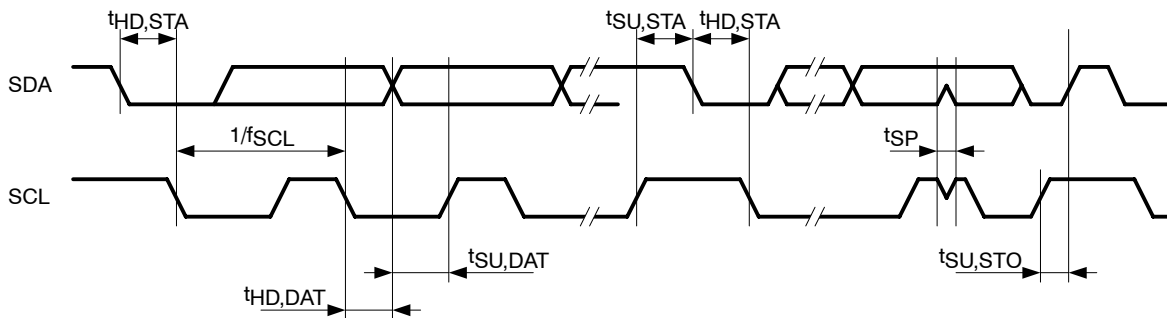 tHD,STA
tSU,STA tHD,STA
SDA
1/fSCL
tSP
SCL
tSU,DAT
tSU,STO
tHD,DAT